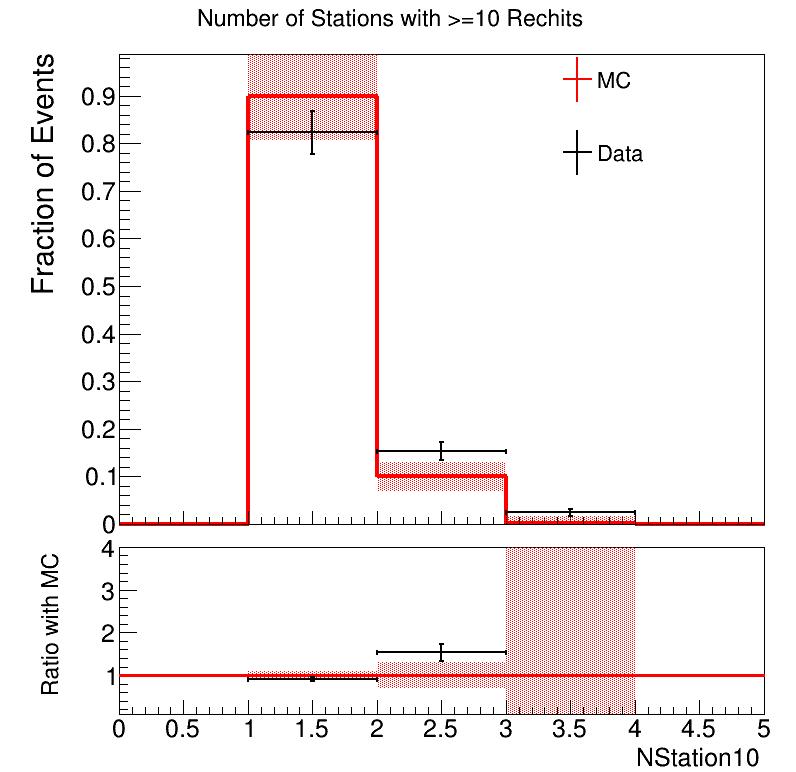 Number of Stations with >=10 Rechits
Fraction of Events
MC
Data
0.9
0.8
0.7
0.6
0.5
0.4
0.3
0.2
0.1
0
Ratio with MC
4
3
2
1
0 0.5 1 1.5 2 2.5 3 3.5 4 4.5 5
NStation10